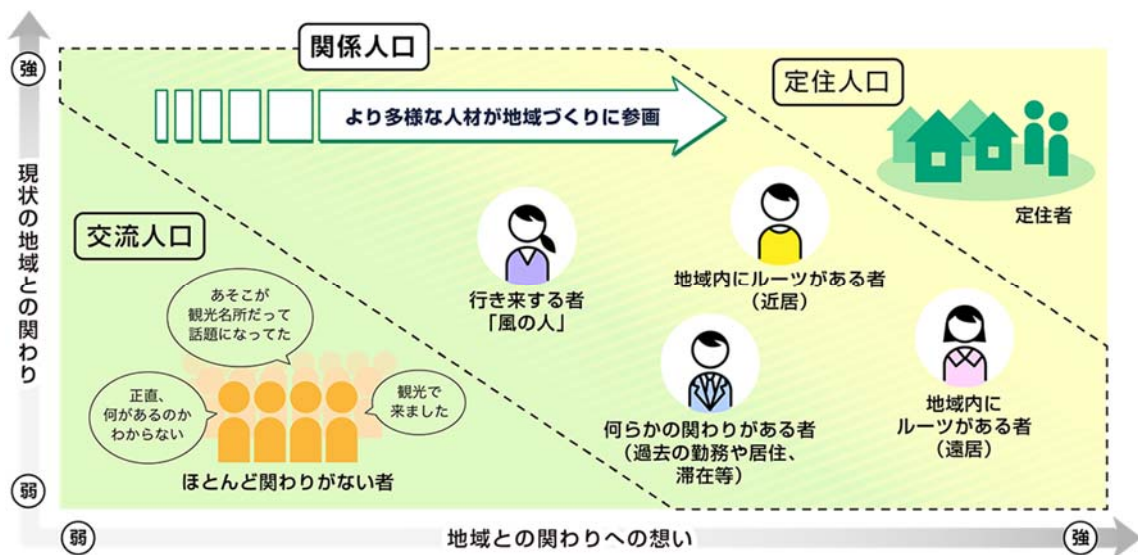 関係人口
強
より多様な人材が地域づくりに参画
定住人口
定住者
現状の地域との関わり
交流人口
あそこが
観光名所だって
話題になってた
正直、
何があるのか
わからない
観光で
来ました
ほとんど関わりがない者
行き来する者
「風の人」
地域内にルーツがある者
（近居）
何らかの関わりがある者
（過去の勤務や居住、
滞在等）
地域内に
ルーツがある者
（遠居）
弱
弱
地域との関わりへの想い
強